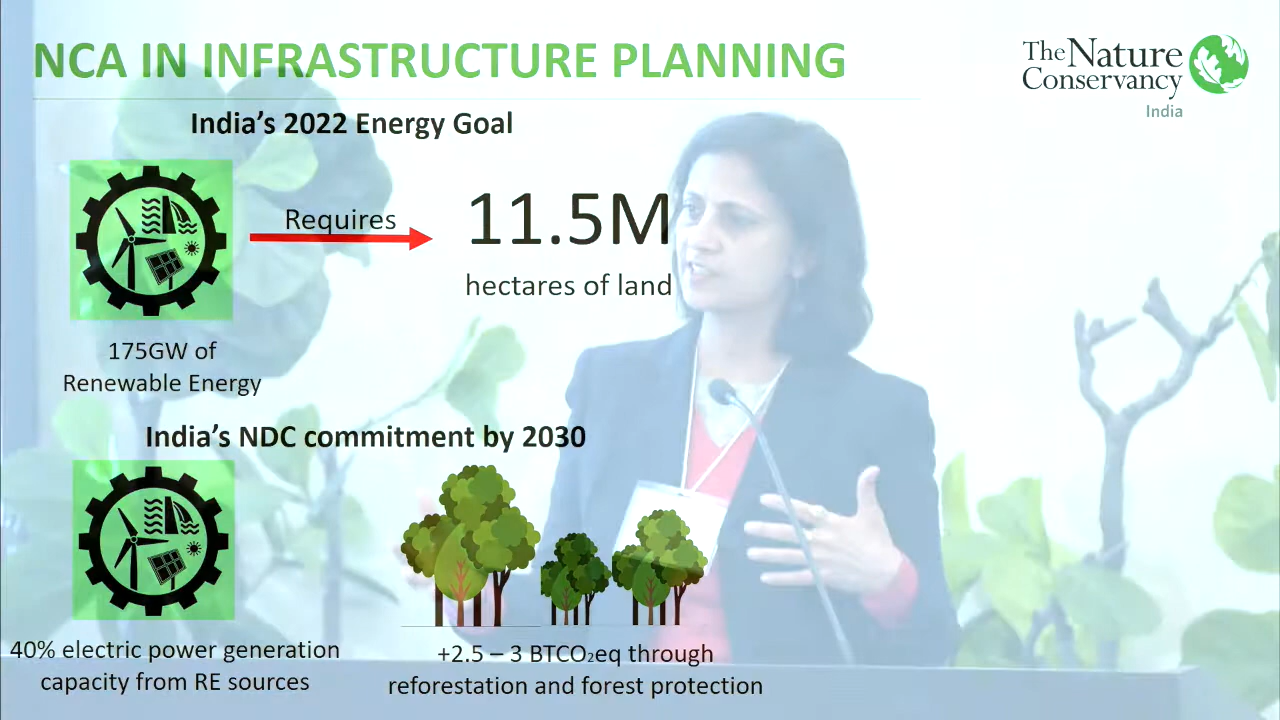 NCA IN INFRASTRUCTURE PLANNING
The Nature
Conservancy
India
India's 2022 Energy Goal
Requires
11.5M
hectares of land
175GW of
Renewable Energy
India's NDC commitment by 2030
40% electric power generation
capacity from RE sources
+2.5 – 3 BTCO₂eq through
reforestation and forest protection